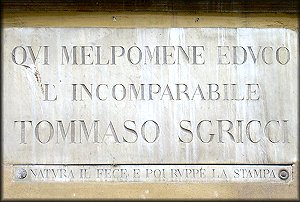 QVI MELPOMENE EDVCO
'L INCOMPARABILE
TOMMASO SGRICCI
NATVRA IL FECE E POI RVPPE LA STAMPA